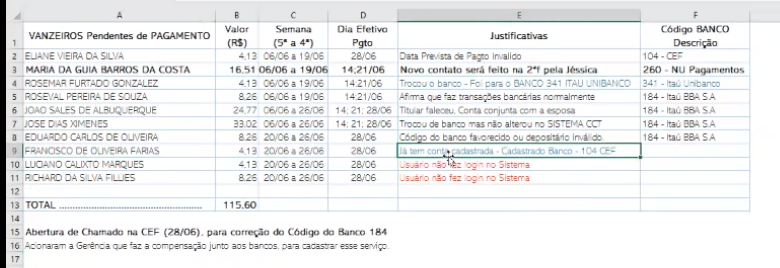 A B C D E F
1 VANZEIROS Pendentes de PAGAMENTO Valor (R$) Semana (5ª a 4ª) Dia Efetivo Pgto Justificativas Código BANCO Descrição
2 ELIANE VIEIRA DA SILVA 4,13 06/06 a 19/06 28/06 Data Prevista de Pagto Invalido 104 - CEF
3 MARIA DA GUIA BARROS DA COSTA 16,51 06/06 a 19/06 14;21/06 Novo contato será feito na 2ªf pela Jéssica 260 - NU Pagamentos
4 ROSEMAR FURTADO GONZALEZ 4,13 06/06 a 19/06 14:21/06 Trocou o banco - Foi para o BANCO 341 ITAU UNIBANCO 341 - Itaú Unibanco
5 ROSEVAL PEREIRA DE SOUZA 8,26 06/06 a 19/06 14;21/06 Afirma que faz transações bancárias normalmente 184 - Itaú BBA S.A
6 JOAO SALES DE ALBUQUERQUE 24,77 06/06 a 26/06 14; 21; 28/06 Titular faleceu, Conta conjunta com a esposa 184 - Itaú BBA S.A
7 JOSE DIAS XIMENES 33,02 06/06 a 26/06 14; 21; 28/06 Trocou de banco mas não alterou no SISTEMA CCT 184 - Itaú BBA S.A
8 EDUARDO CARLOS DE OLIVEIRA 8,26 20/06 a 26/06 28/06 Código do banco favorecido ou depositário Inválido. 184 - Itaú BBA S.A
9 FRANCISCO DE OLIVEIRA FARIAS 4,13 20/06 a 26/06 28/06 Já tem conta cadastrada - Cadastrado Banco - 104 CEF
10 LUCIANO CALIXTO MARQUES 4,13 20/06 a 26/06 28/06 Usuário não fez login no Sistema
11 RICHARD DA SILVA FILLIES 8,26 20/06 a 26/06 28/06 Usuário não fez login no Sistema
12
13 TOTAL ........................................................ 115.60
14
15 Abertura de Chamado na CEF (28/06), para correção do Código do Banco 184
16 Acionaram a Gerência que faz a compensação junto aos bancos, para cadastrar esse serviço.
17